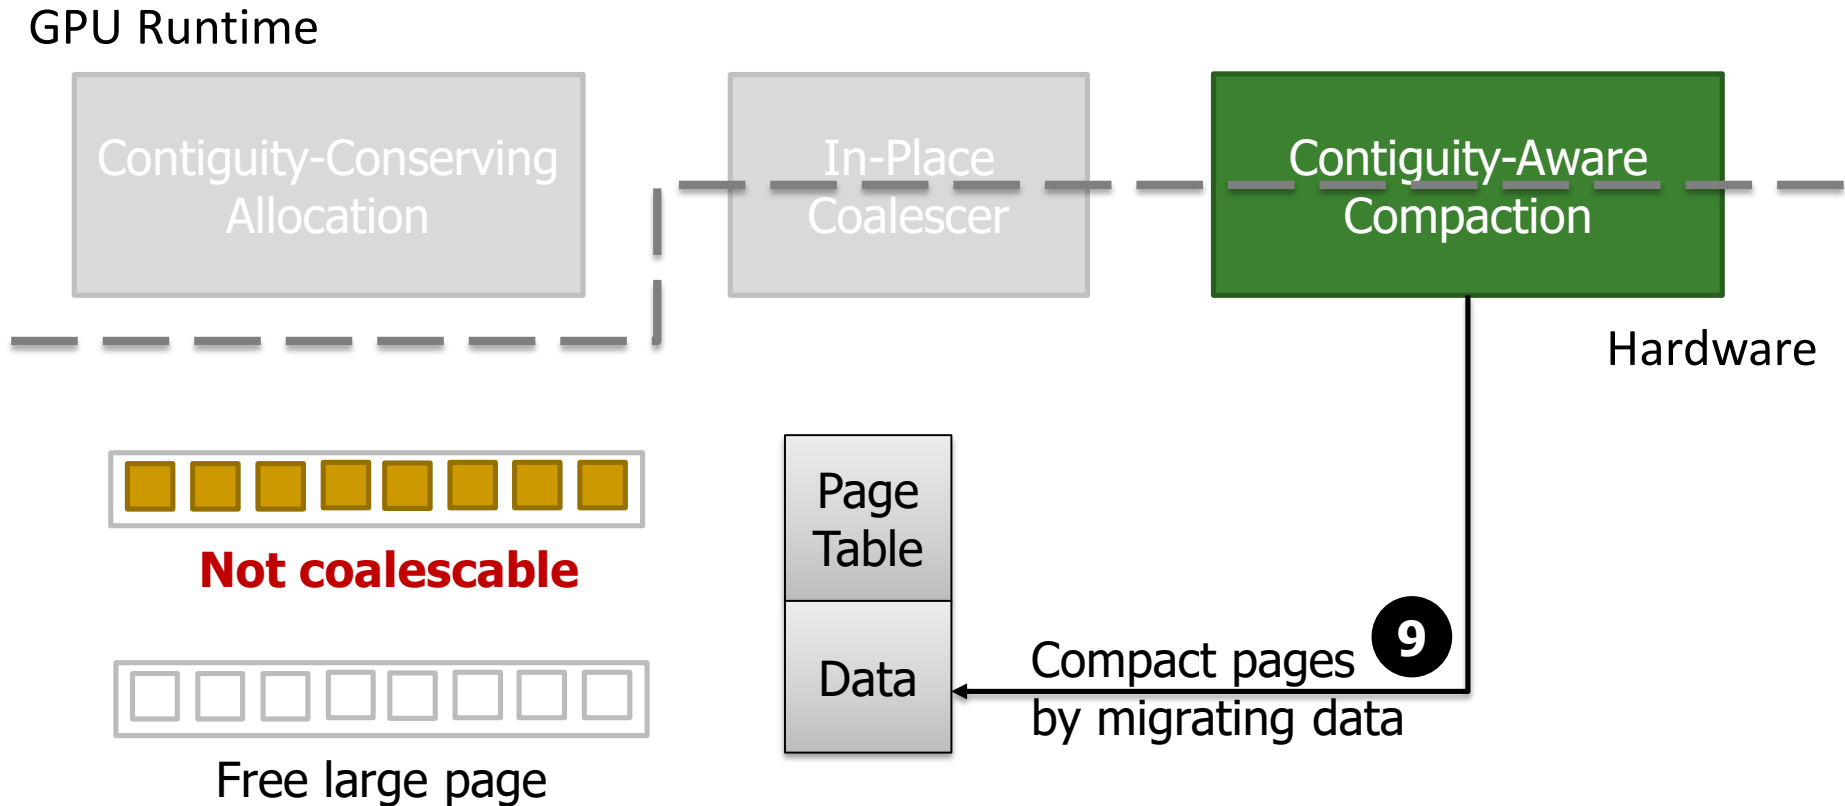 GPU Runtime
Contiguity-Conserving
Allocation
In-Place
Coalescer
Contiguity-Aware
Compaction
Hardware
Not coalescable
Free large page
Page
Table
Data
9
Compact pages
by migrating data